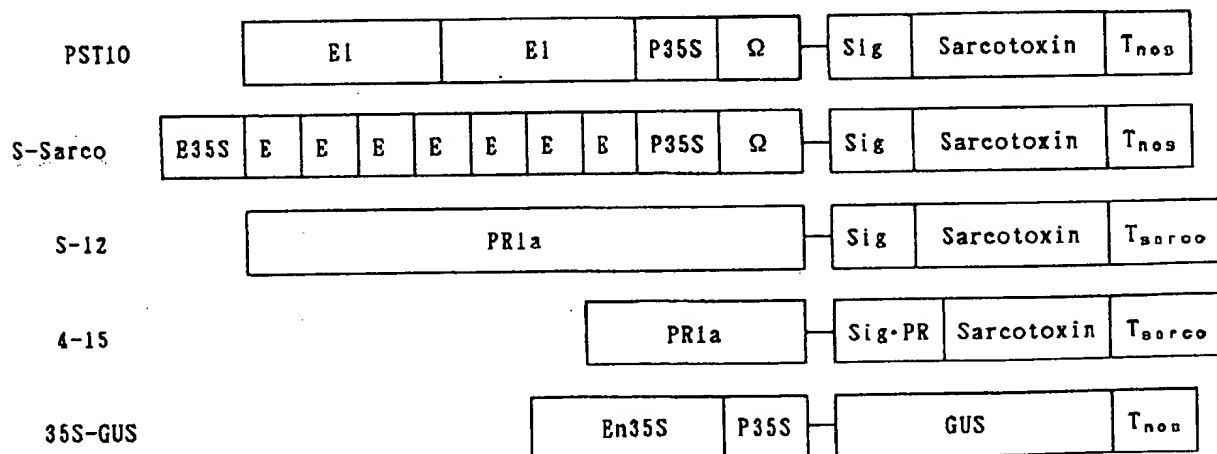 PST10 El El P35S Ω Sig Sarcotoxin Tnos
S-Sarco E35S E E E E E E E P35S Ω Sig Sarcotoxin Tnos
S-12 PR1a Sig Sarcotoxin Tsarco
4-15 PR1a Sig·PR Sarcotoxin Tsarco
35S-GUS En35S P35S GUS Tnos